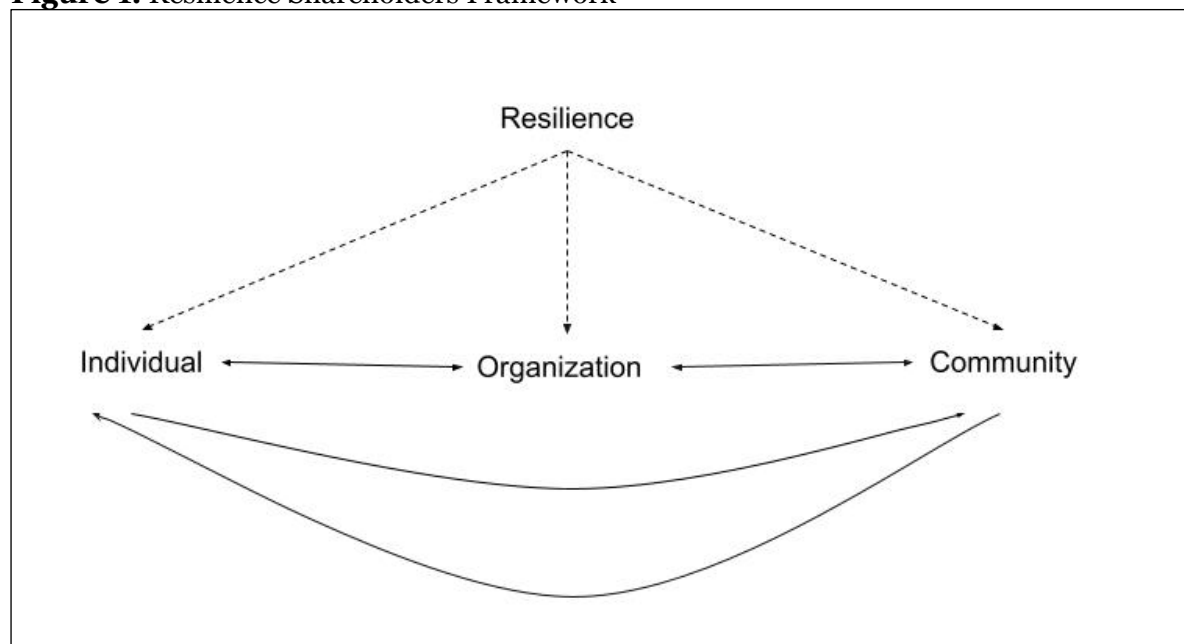 Figure 1. Resilience Shareholders Framework
Resilience
Individual
Organization
Community